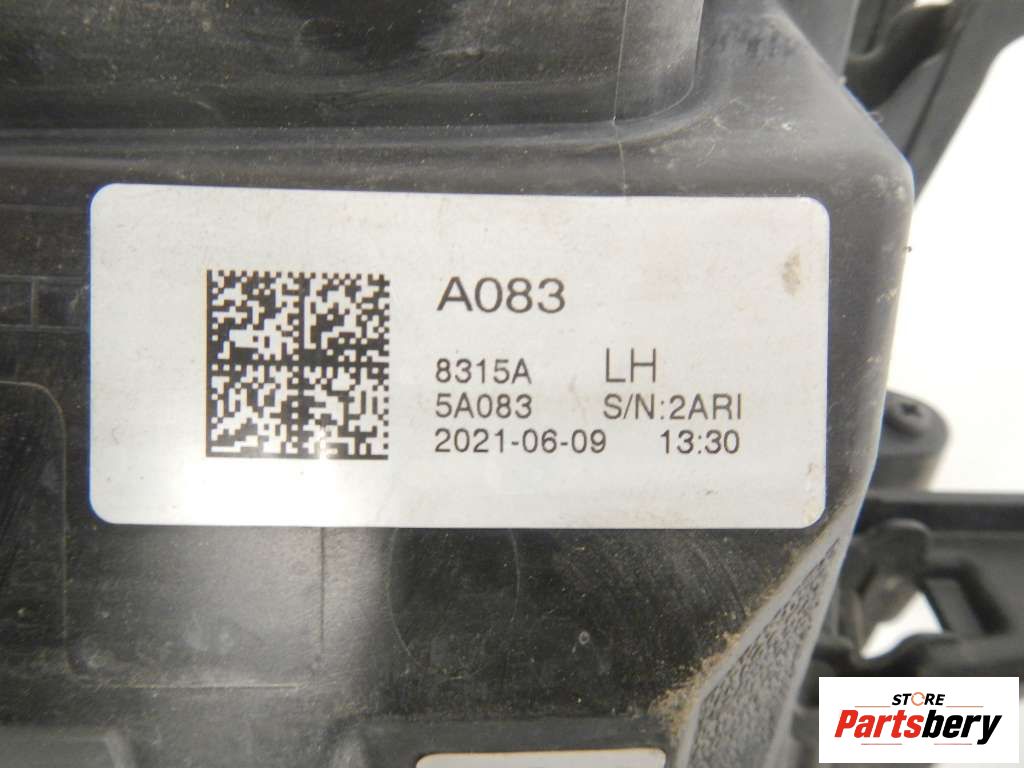 A083
8315A LH
5A083 S/N:2ARI
2021-06-09 13:30
STORE
Partsbery